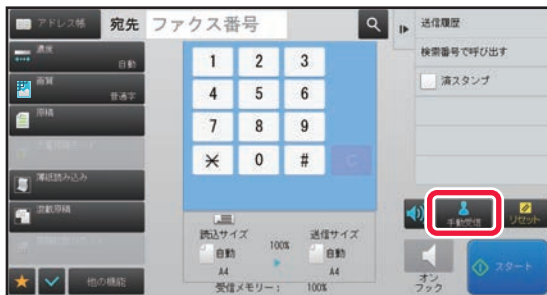 アドレス帳
宛先
ファクス番号
送信履歴
検索番号で呼び出す
済スタンプ
濃度
自動
画質
普通字
原稿
薄紙読み込み
混載原稿
1 2 3
4 5 6
7 8 9
0 #
C
手動受信
リセット
読込サイズ
自動
A4
100%
送信サイズ
自動
A4
受信メモリー: 100%
オン
フック
スタート
他の機能